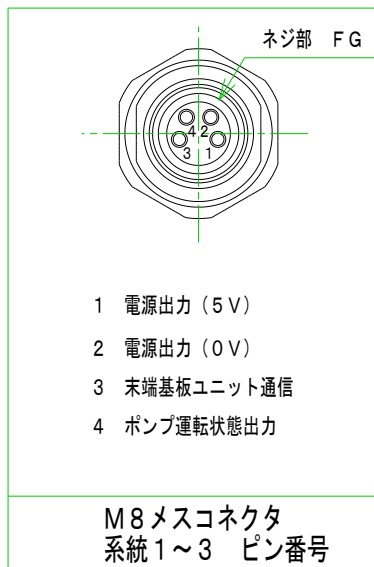 ネジ部 FG
4 2
3 1
1 電源出力(5V)
2 電源出力(0V)
3 末端基板ユニット通信
4 ポンプ運転状態出力
M8メスコネクタ
系統1~3 ピン番号